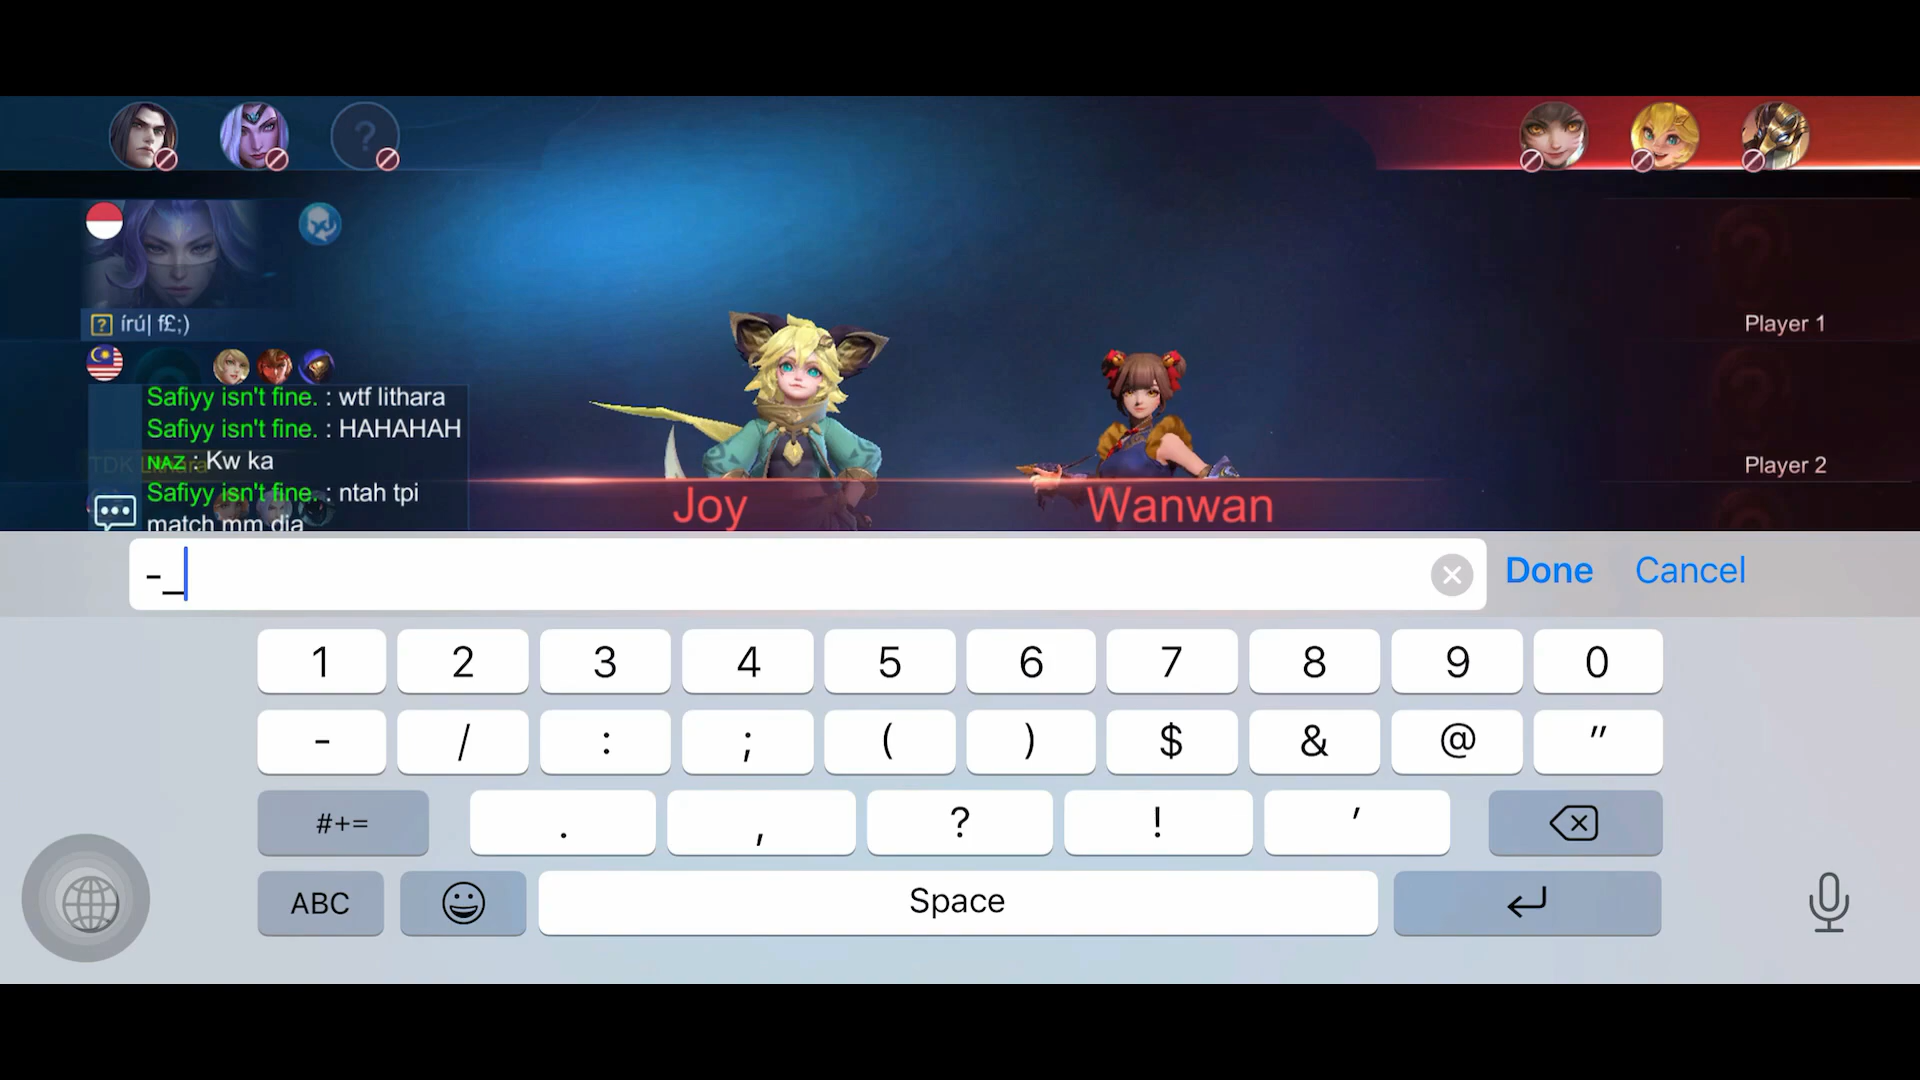 ?
?
írú| f£;)
Player 1
Safiyy isn't fine. : wtf lithara
Safiyy isn't fine. : HAHAHAH
TDK
NAZ : Kw ka
Safiyy isn't fine. : ntah tpi
match mm dia
Player 2
Joy
Wanwan
-_
Done
Cancel
1 2 3 4 5 6 7 8 9 0
- / : ; ( ) $ & @ "
#+= . , ? ! '
ABC
Space